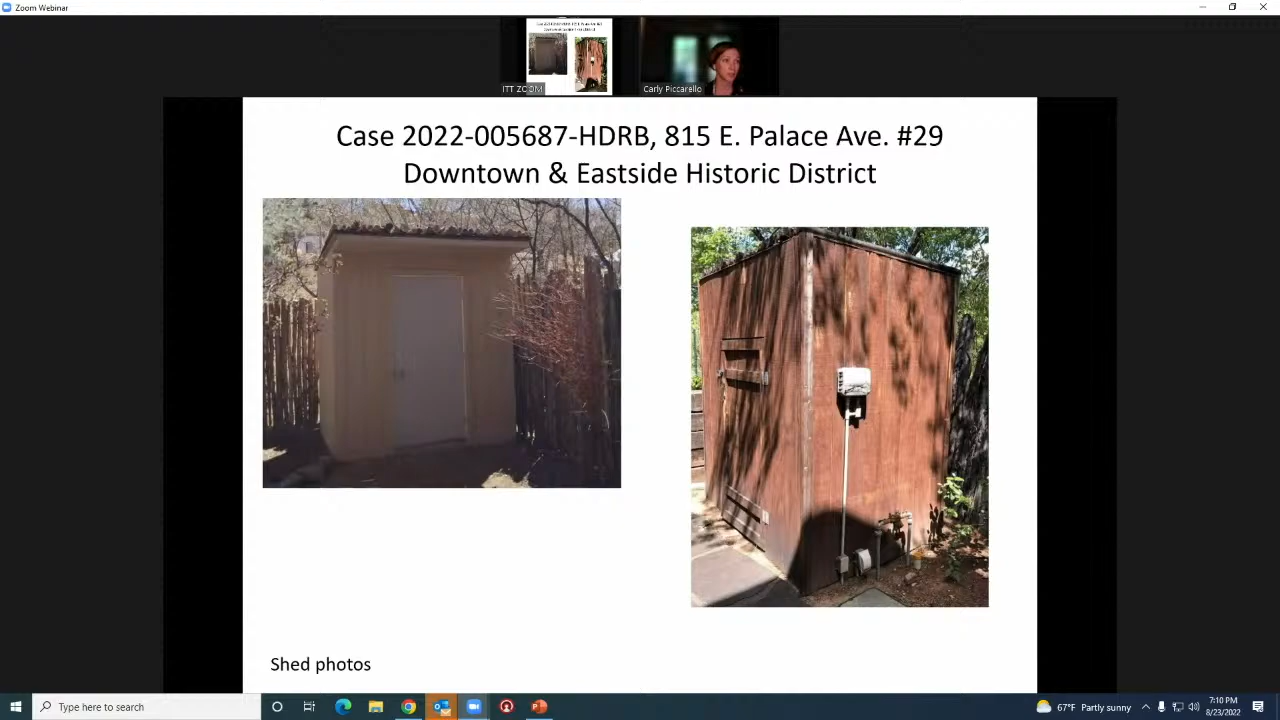 Zoom Webinar
ITT ZOOM
Carly Piccarello
Case 2022-005687-HDRB, 815 E. Palace Ave. #29
Downtown & Eastside Historic District
Shed photos
Type here to search
67°F Partly sunny
7:10 PM
8/23/2022